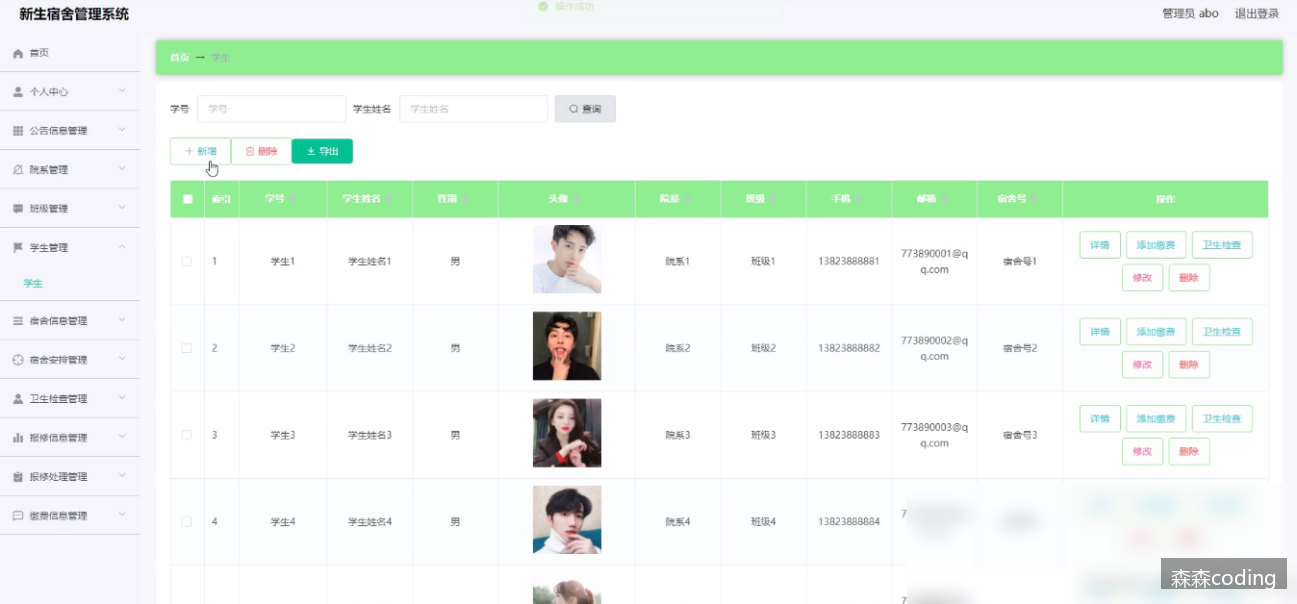 新生宿舍管理系统
操作成功
管理员 abo 退出登录
首页
个人中心
公告信息管理
院系管理
班级管理
学生管理
学生
宿舍信息管理
宿舍安排管理
卫生检查管理
报修信息管理
报修处理管理
缴费信息管理
首页 → 学生
学号 学号 学生姓名 学生姓名 查询
+ 新增 删除 导出
索引 学号 学生姓名 性别 头像 院系 班级 手机 邮箱 宿舍号 操作
1 学生1 学生姓名1 男 院系1 班级1 13823888881 773890001@q
q.com 宿舍号1
详情 添加缴费 卫生检查
修改 删除
2 学生2 学生姓名2 男 院系2 班级2 13823888882 773890002@q
q.com 宿舍号2
详情 添加缴费 卫生检查
修改 删除
3 学生3 学生姓名3 男 院系3 班级3 13823888883 773890003@q
q.com 宿舍号3
详情 添加缴费 卫生检查
修改 删除
4 学生4 学生姓名4 男 院系4 班级4 13823888884 7
7
森森coding